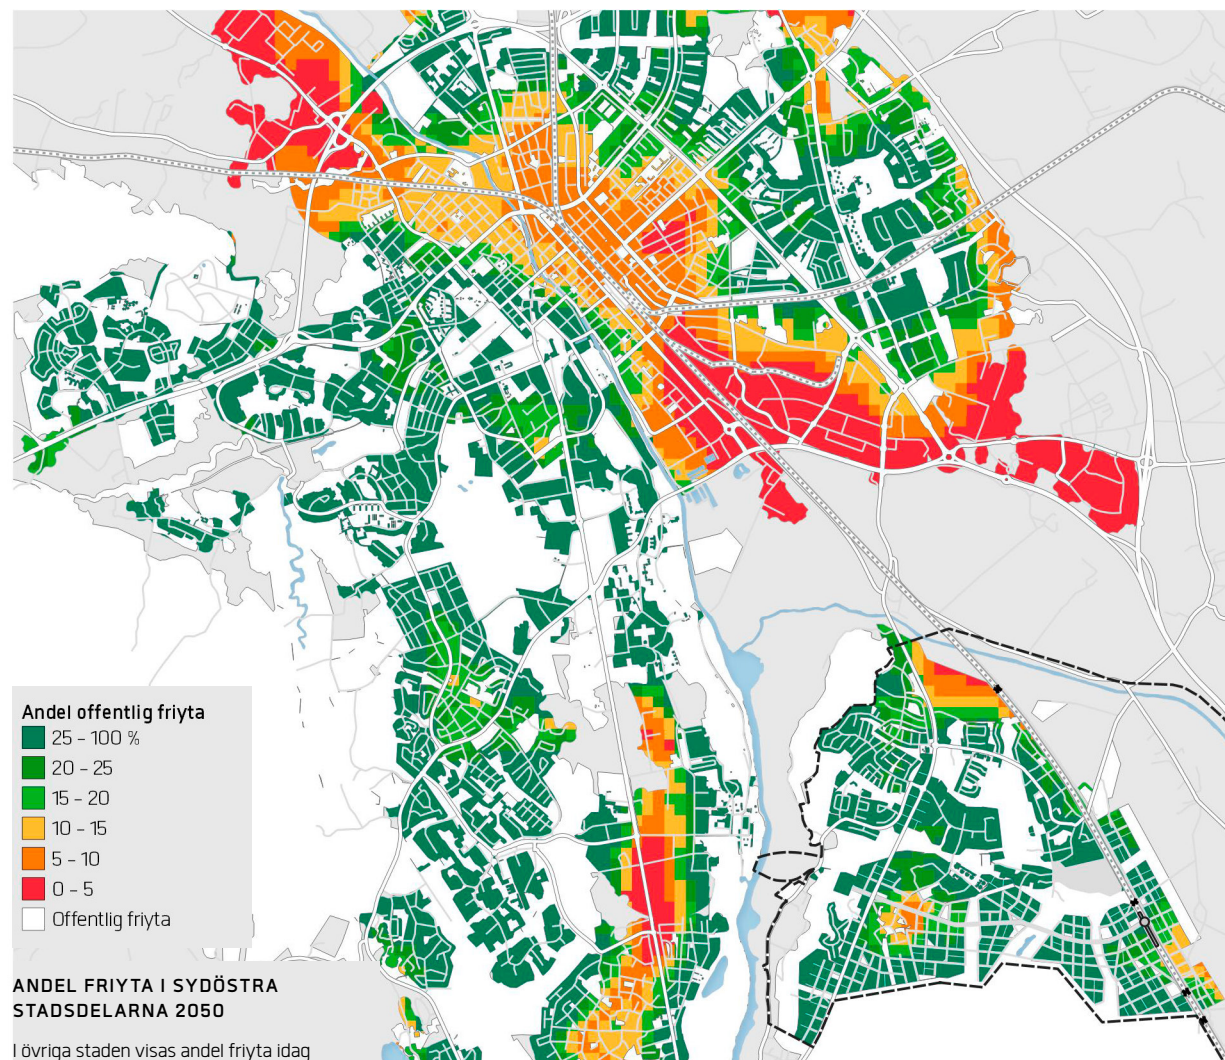 Andel offentlig friyta
25 – 100 %
20 – 25
15 – 20
10 – 15
5 – 10
0 – 5
Offentlig friyta
ANDEL FRIYTA I SYDÖSTRA
STADSDELARNA 2050
I övriga staden visas andel friyta idag